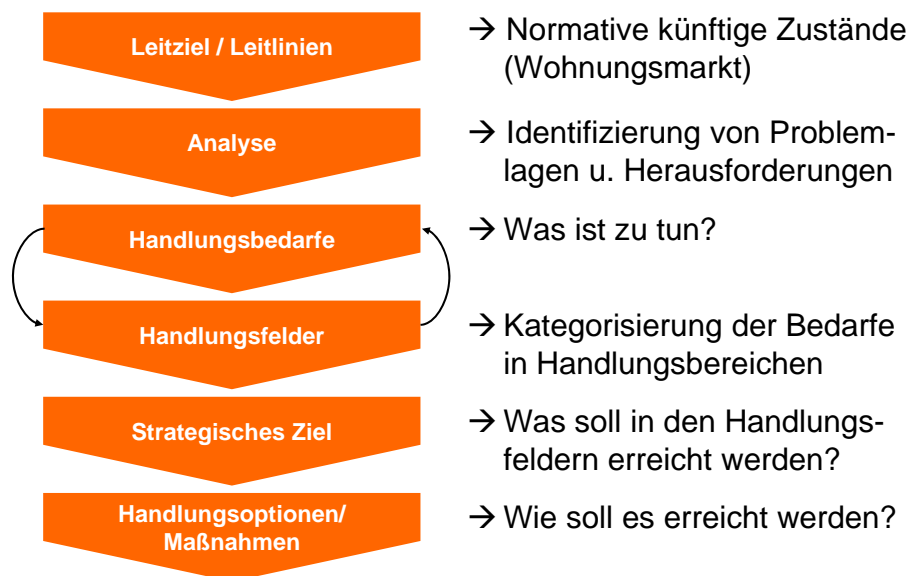 Leitziel / Leitlinien
→ Normative künftige Zustände
(Wohnungsmarkt)
Analyse
→ Identifizierung von Problem-
lagen u. Herausforderungen
Handlungsbedarfe
→ Was ist zu tun?
Handlungsfelder
→ Kategorisierung der Bedarfe
in Handlungsbereichen
Strategisches Ziel
→ Was soll in den Handlungs-
feldern erreicht werden?
Handlungsoptionen/
Maßnahmen
→ Wie soll es erreicht werden?